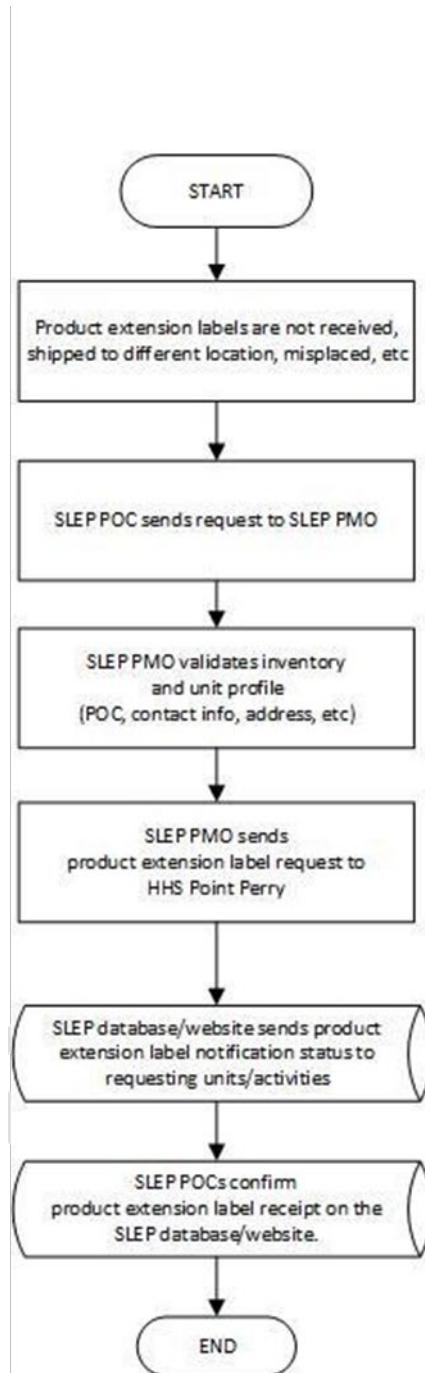 START
Product extension labels are not received,
shipped to different location, misplaced, etc
SLEP POC sends request to SLEP PMO
SLEP PMO validates inventory
and unit profile
(POC, contact info, address, etc)
SLEP PMO sends
product extension label request to
HHS Point Perry
SLEP database/website sends product
extension label notification status to
requesting units/activities
SLEP POCs confirm
product extension label receipt on the
SLEP database/website.
END